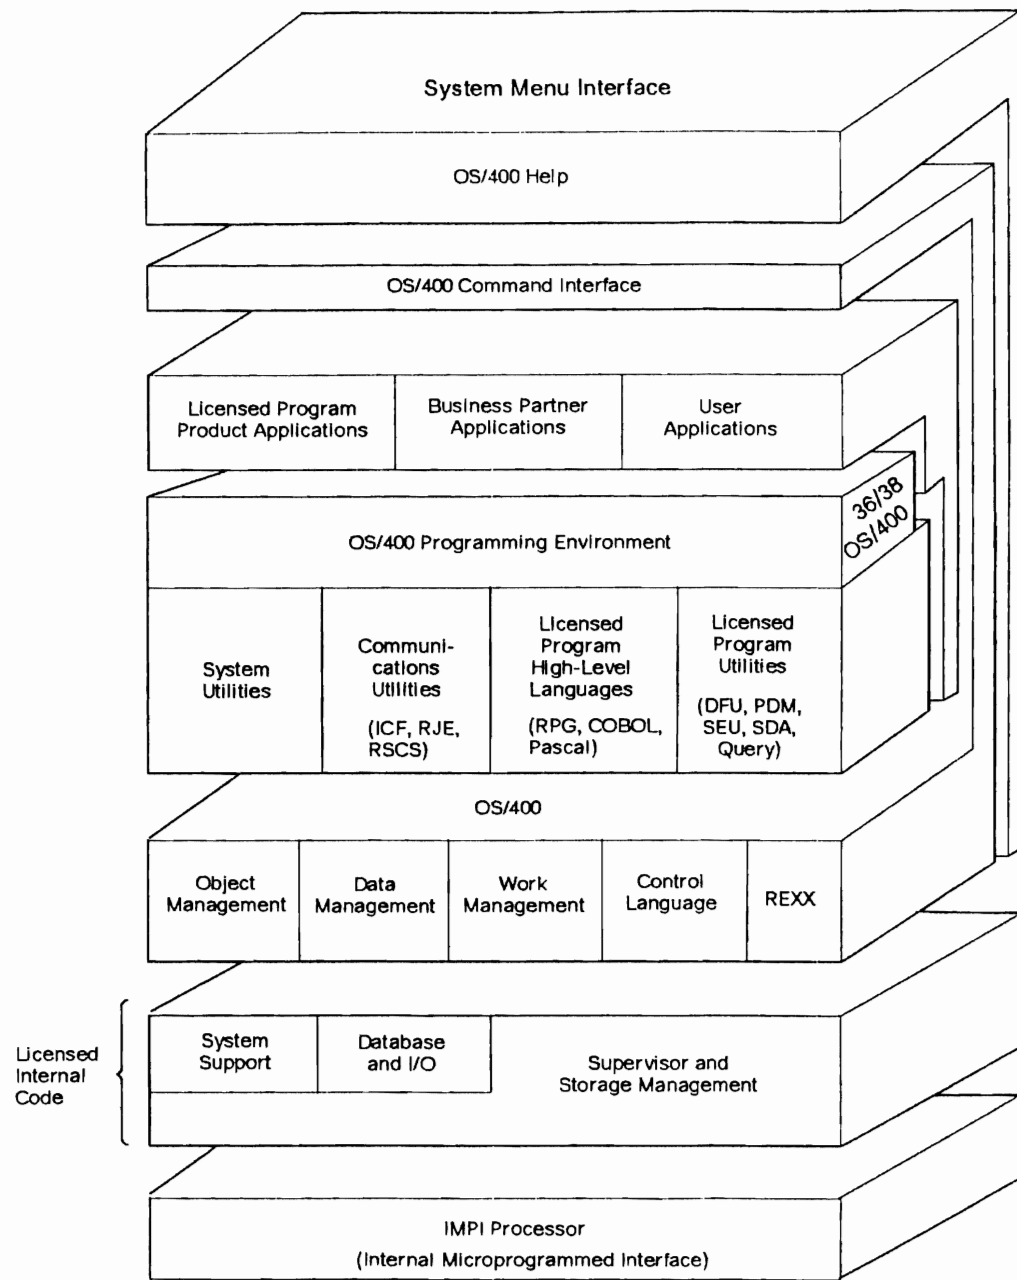 System Menu Interface
OS/400 Help
OS/400 Command Interface
Licensed Program
Product Applications
Business Partner
Applications
User
Applications
36/38
OS/400
OS/400 Programming Environment
System
Utilities
Communi-
cations
Utilities
(ICF, RJE,
RSCS)
Licensed
Program
High-Level
Languages
(RPG, COBOL,
Pascal)
Licensed
Program
Utilities
(DFU, PDM,
SEU, SDA,
Query)
OS/400
Object
Management
Data
Management
Work
Management
Control
Language
REXX
Licensed
Internal
Code
System
Support
Database
and I/O
Supervisor and
Storage Management
IMPI Processor
(Internal Microprogrammed Interface)